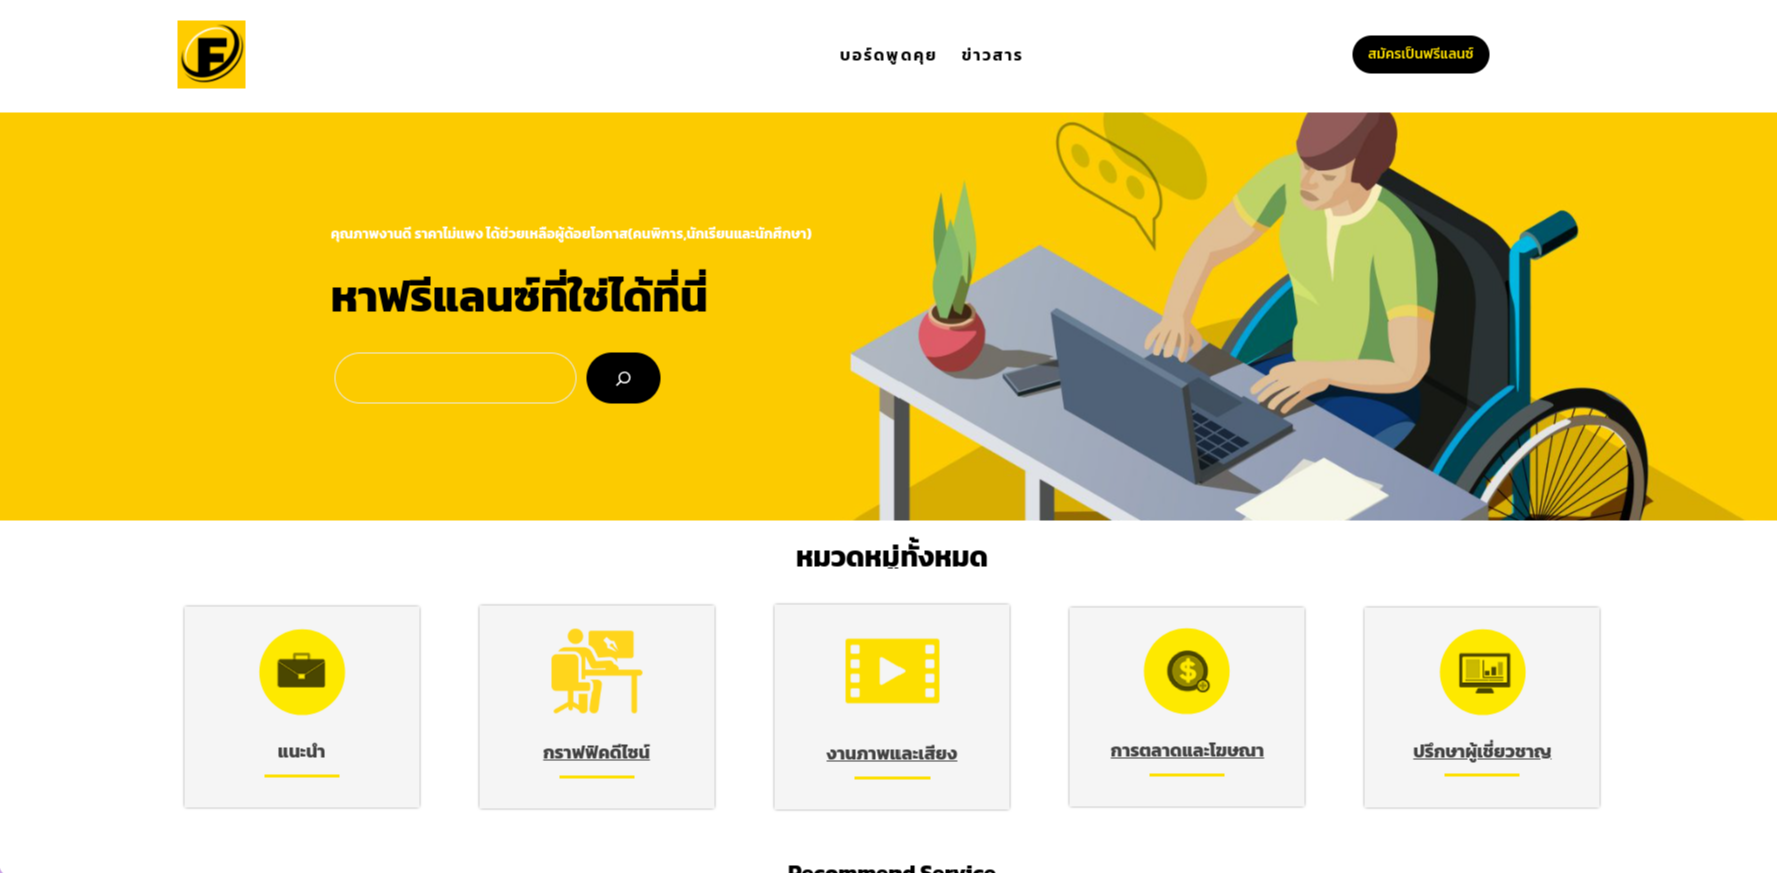 F
บอร์ดพูดคุย ข่าวสาร
สมัครเป็นฟรีแลนซ์
คุณภาพงานดี ราคาไม่แพง ได้ช่วยเหลือผู้ด้อยโอกาส(คนพิการ,นักเรียนและนักศึกษา)
หาฟรีแลนซ์ที่ใช่ได้ที่นี่
หมวดหมู่ทั้งหมด
แนะนำ
กราฟฟิคดีไซน์
งานภาพและเสียง
การตลาดและโฆษณา
ปรึกษาผู้เชี่ยวชาญ
Recommend Service